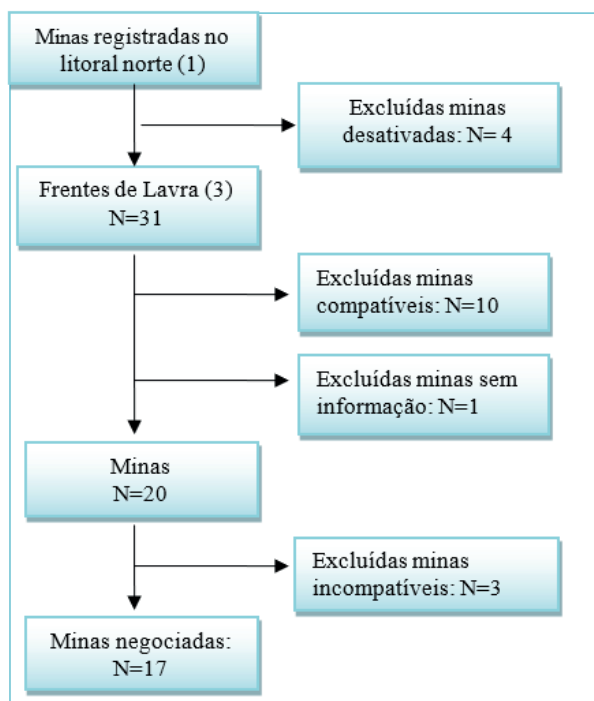 Minas registradas no
litoral norte (1)
Excluídas minas
desativadas: N= 4
Frentes de Lavra (3)
N=31
Excluídas minas
compatíveis: N=10
Excluídas minas sem
informação: N=1
Minas
N=20
Excluídas minas
incompatíveis: N=3
Minas negociadas:
N=17